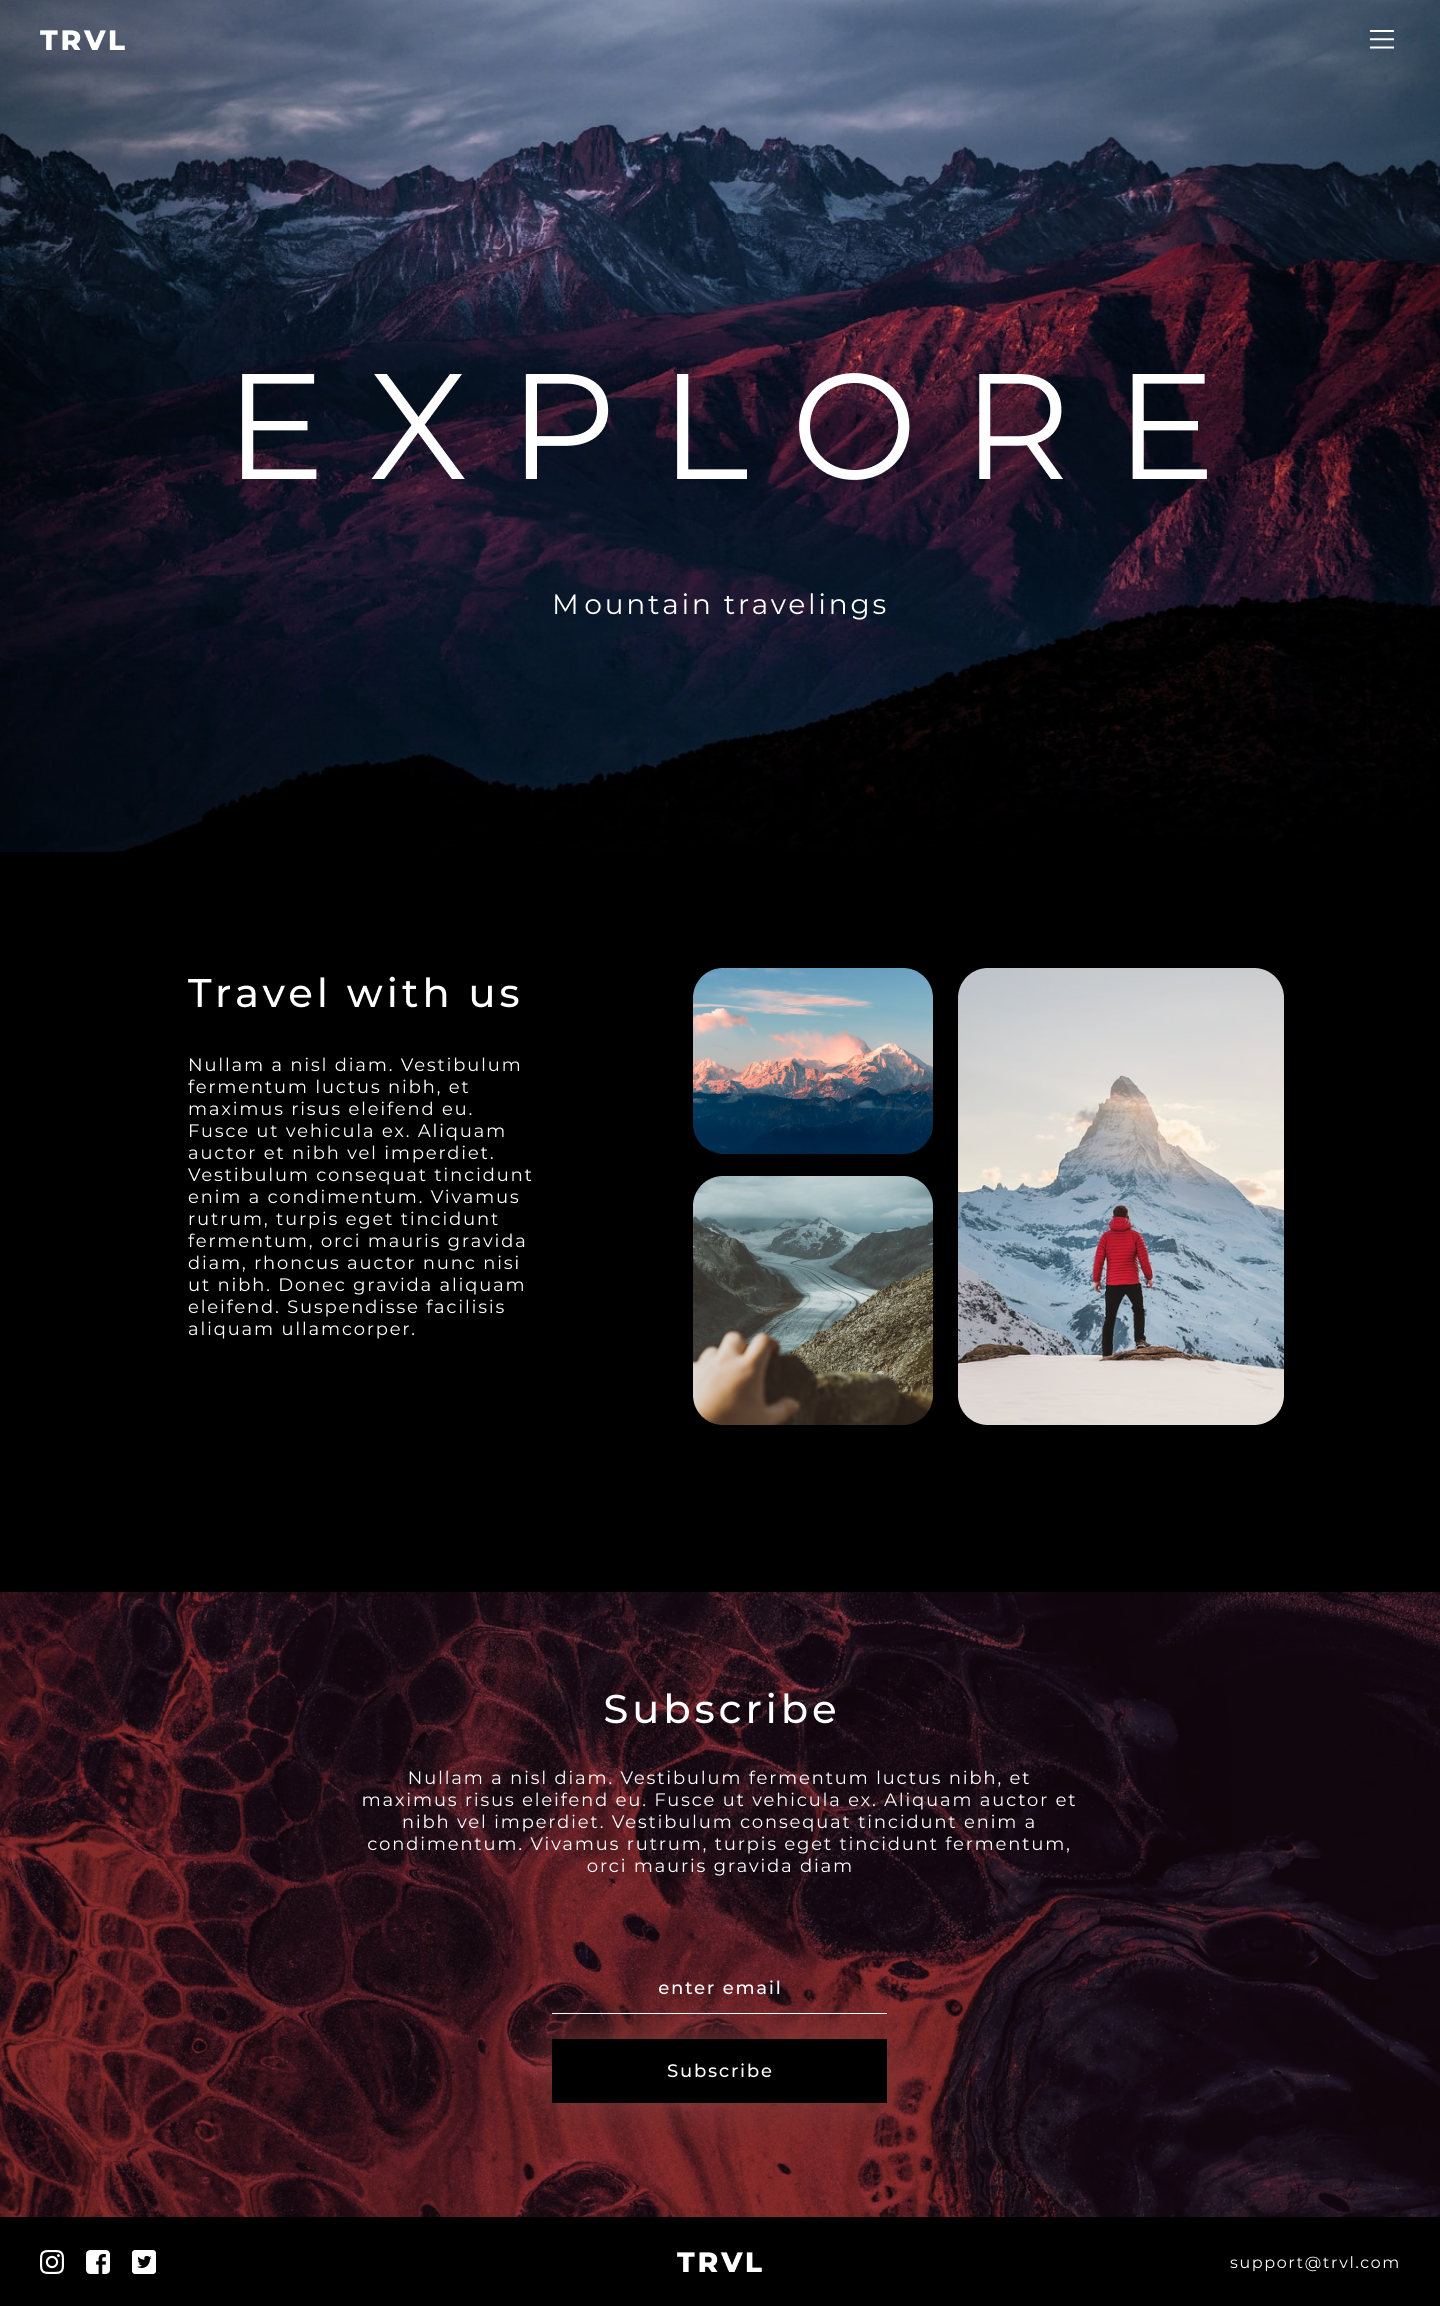 TRVL
EXPLORE
Mountain travelings
Travel with us
Nullam a nisl diam. Vestibulum
fermentum luctus nibh, et
maximus risus eleifend eu.
Fusce ut vehicula ex. Aliquam
auctor et nibh vel imperdiet.
Vestibulum consequat tincidunt
enim a condimentum. Vivamus
rutrum, turpis eget tincidunt
fermentum, orci mauris gravida
diam, rhoncus auctor nunc nisi
ut nibh. Donec gravida aliquam
eleifend. Suspendisse facilisis
aliquam ullamcorper.
Subscribe
Nullam a nisl diam. Vestibulum fermentum luctus nibh, et
maximus risus eleifend eu. Fusce ut vehicula ex. Aliquam auctor et
nibh vel imperdiet. Vestibulum consequat tincidunt enim a
condimentum. Vivamus rutrum, turpis eget tincidunt fermentum,
orci mauris gravida diam
enter email
Subscribe
TRVL
support@trvl.com